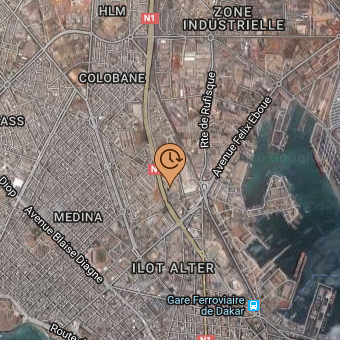 HLM
N1
ZONE
INDUSTRIELLE
COLOBANE
Rte de Rufisque
Avenue Felix Eboue
ASS
N
Diop
MEDINA
Avenue Blaise Diagne
ILOT ALTER
Gare Ferroviaire
de Dakar
Route
N1